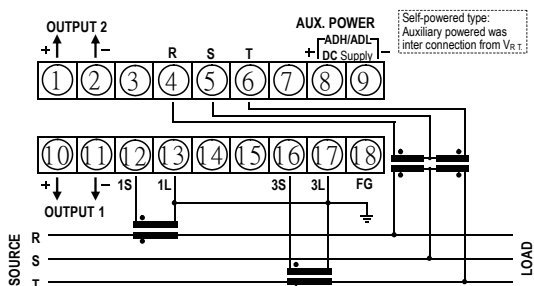 OUTPUT 2
+ −
AUX. POWER
ADH/ADL
+ −
DC Supply
Self-powered type:
Auxiliary powered was
inter connection from VR T.
R S T
1 2 3 4 5 6 7 8 9
10 11 12 13 14 15 16 17 18
+ − 1S 1L 3S 3L FG
OUTPUT 1
SOURCE
R
S
T
LOAD